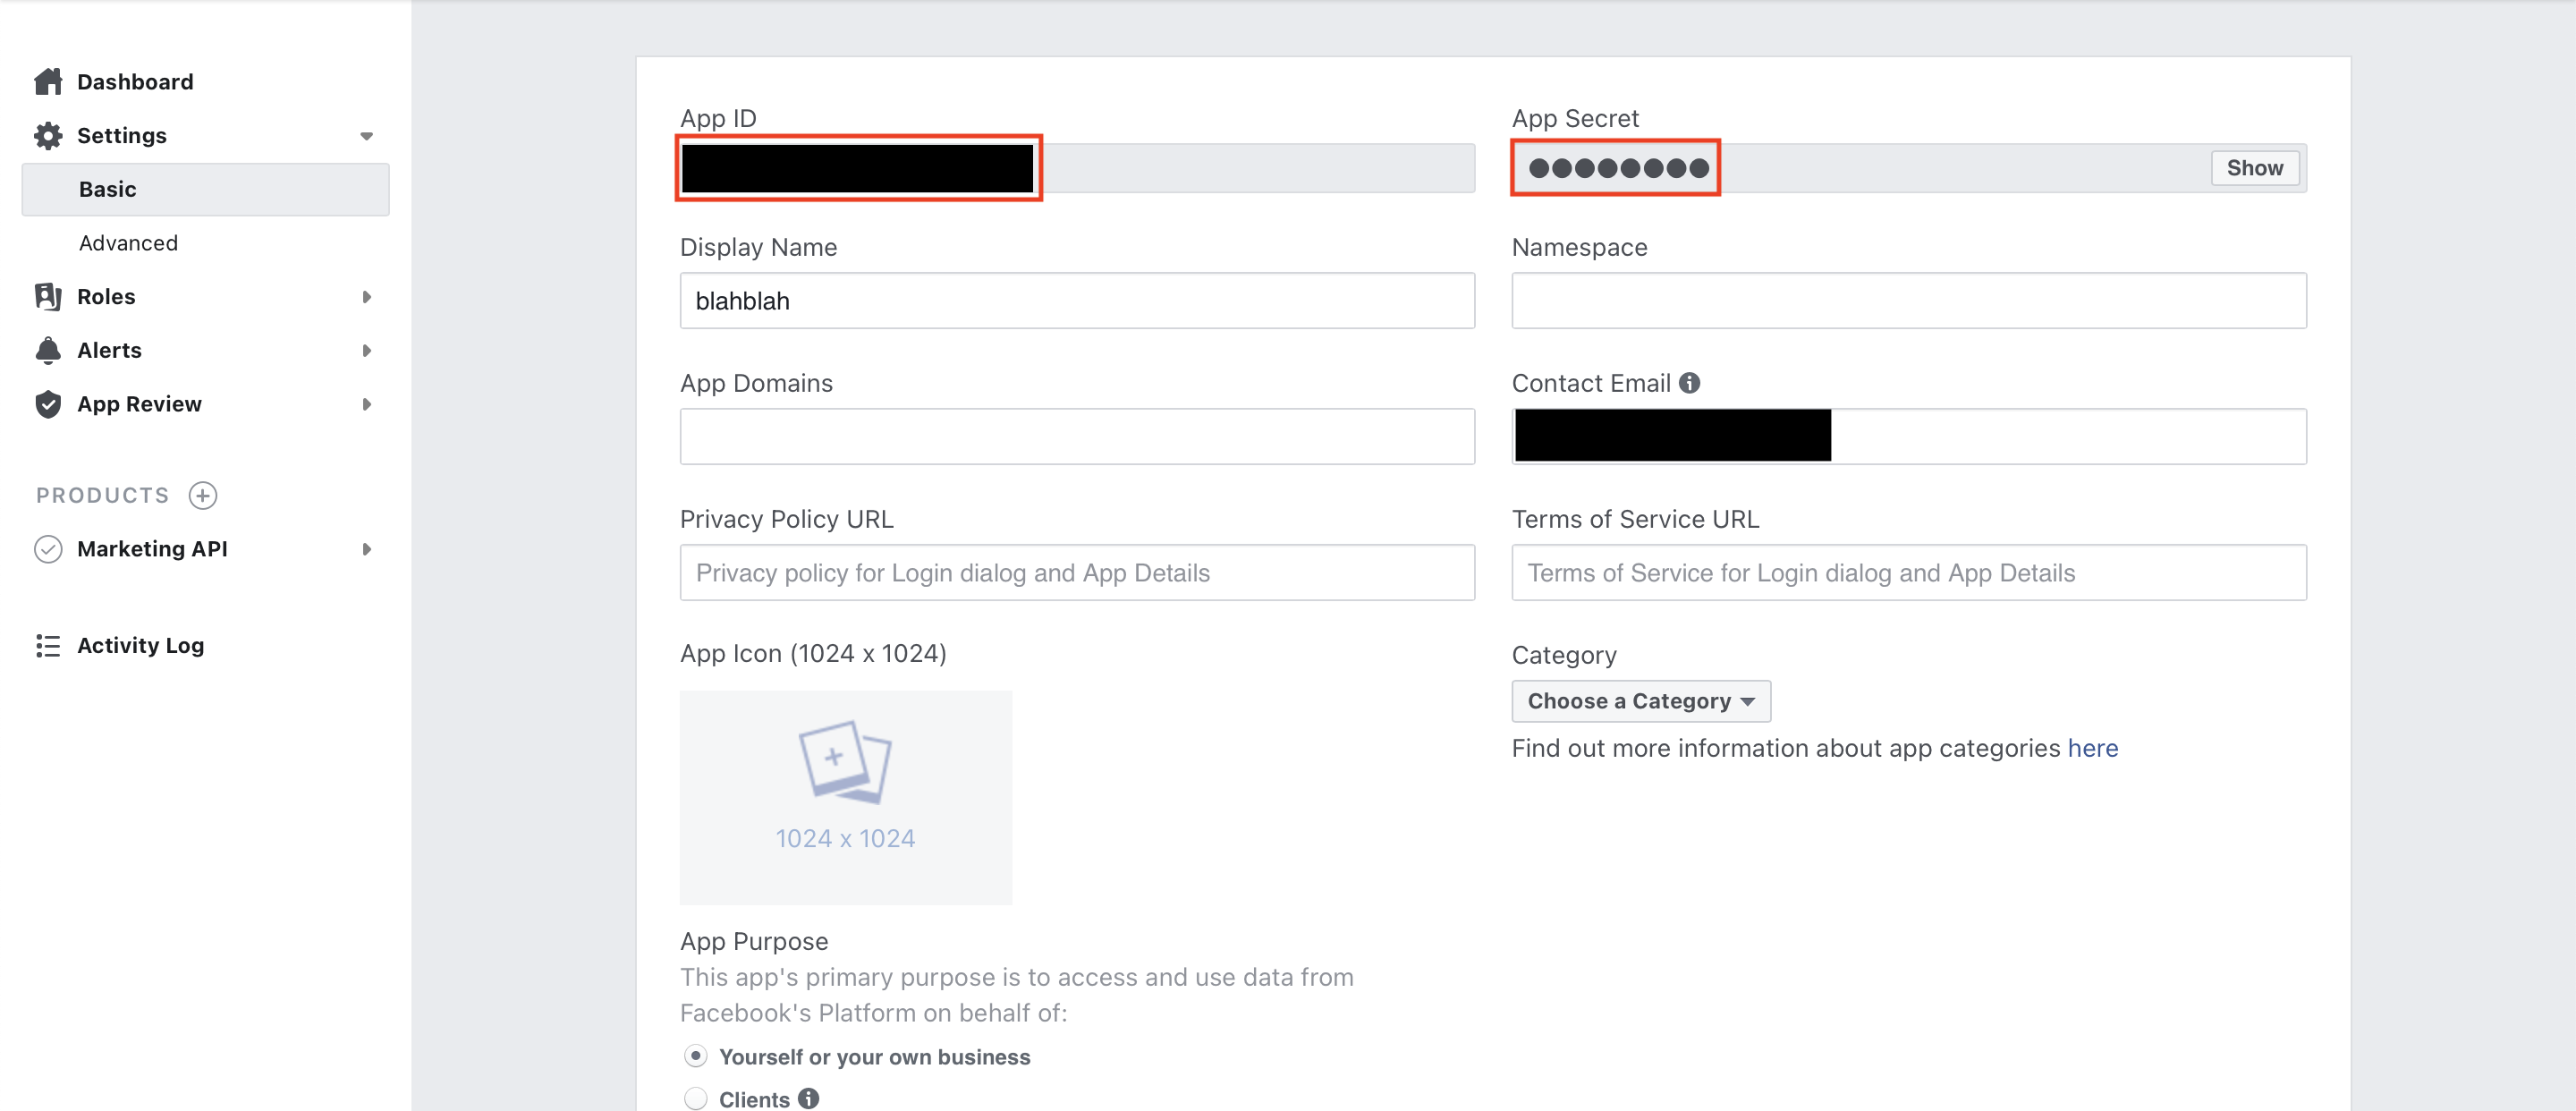 Dashboard
Settings
Basic
Advanced
Roles
Alerts
App Review
PRODUCTS
Marketing API
Activity Log
App ID
App Secret
Show
Display Name
Namespace
blahblah
App Domains
Contact Email
Privacy Policy URL
Terms of Service URL
Privacy policy for Login dialog and App Details
Terms of Service for Login dialog and App Details
App Icon (1024 x 1024)
Category
Choose a Category
Find out more information about app categories here
1024 x 1024
App Purpose
This app's primary purpose is to access and use data from
Facebook's Platform on behalf of:
Yourself or your own business
Clients